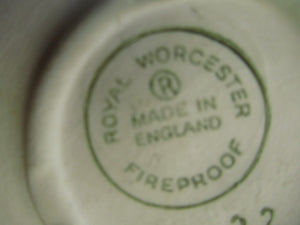 ROYAL WORCESTER
®
MADE IN
ENGLAND
FIREPROOF